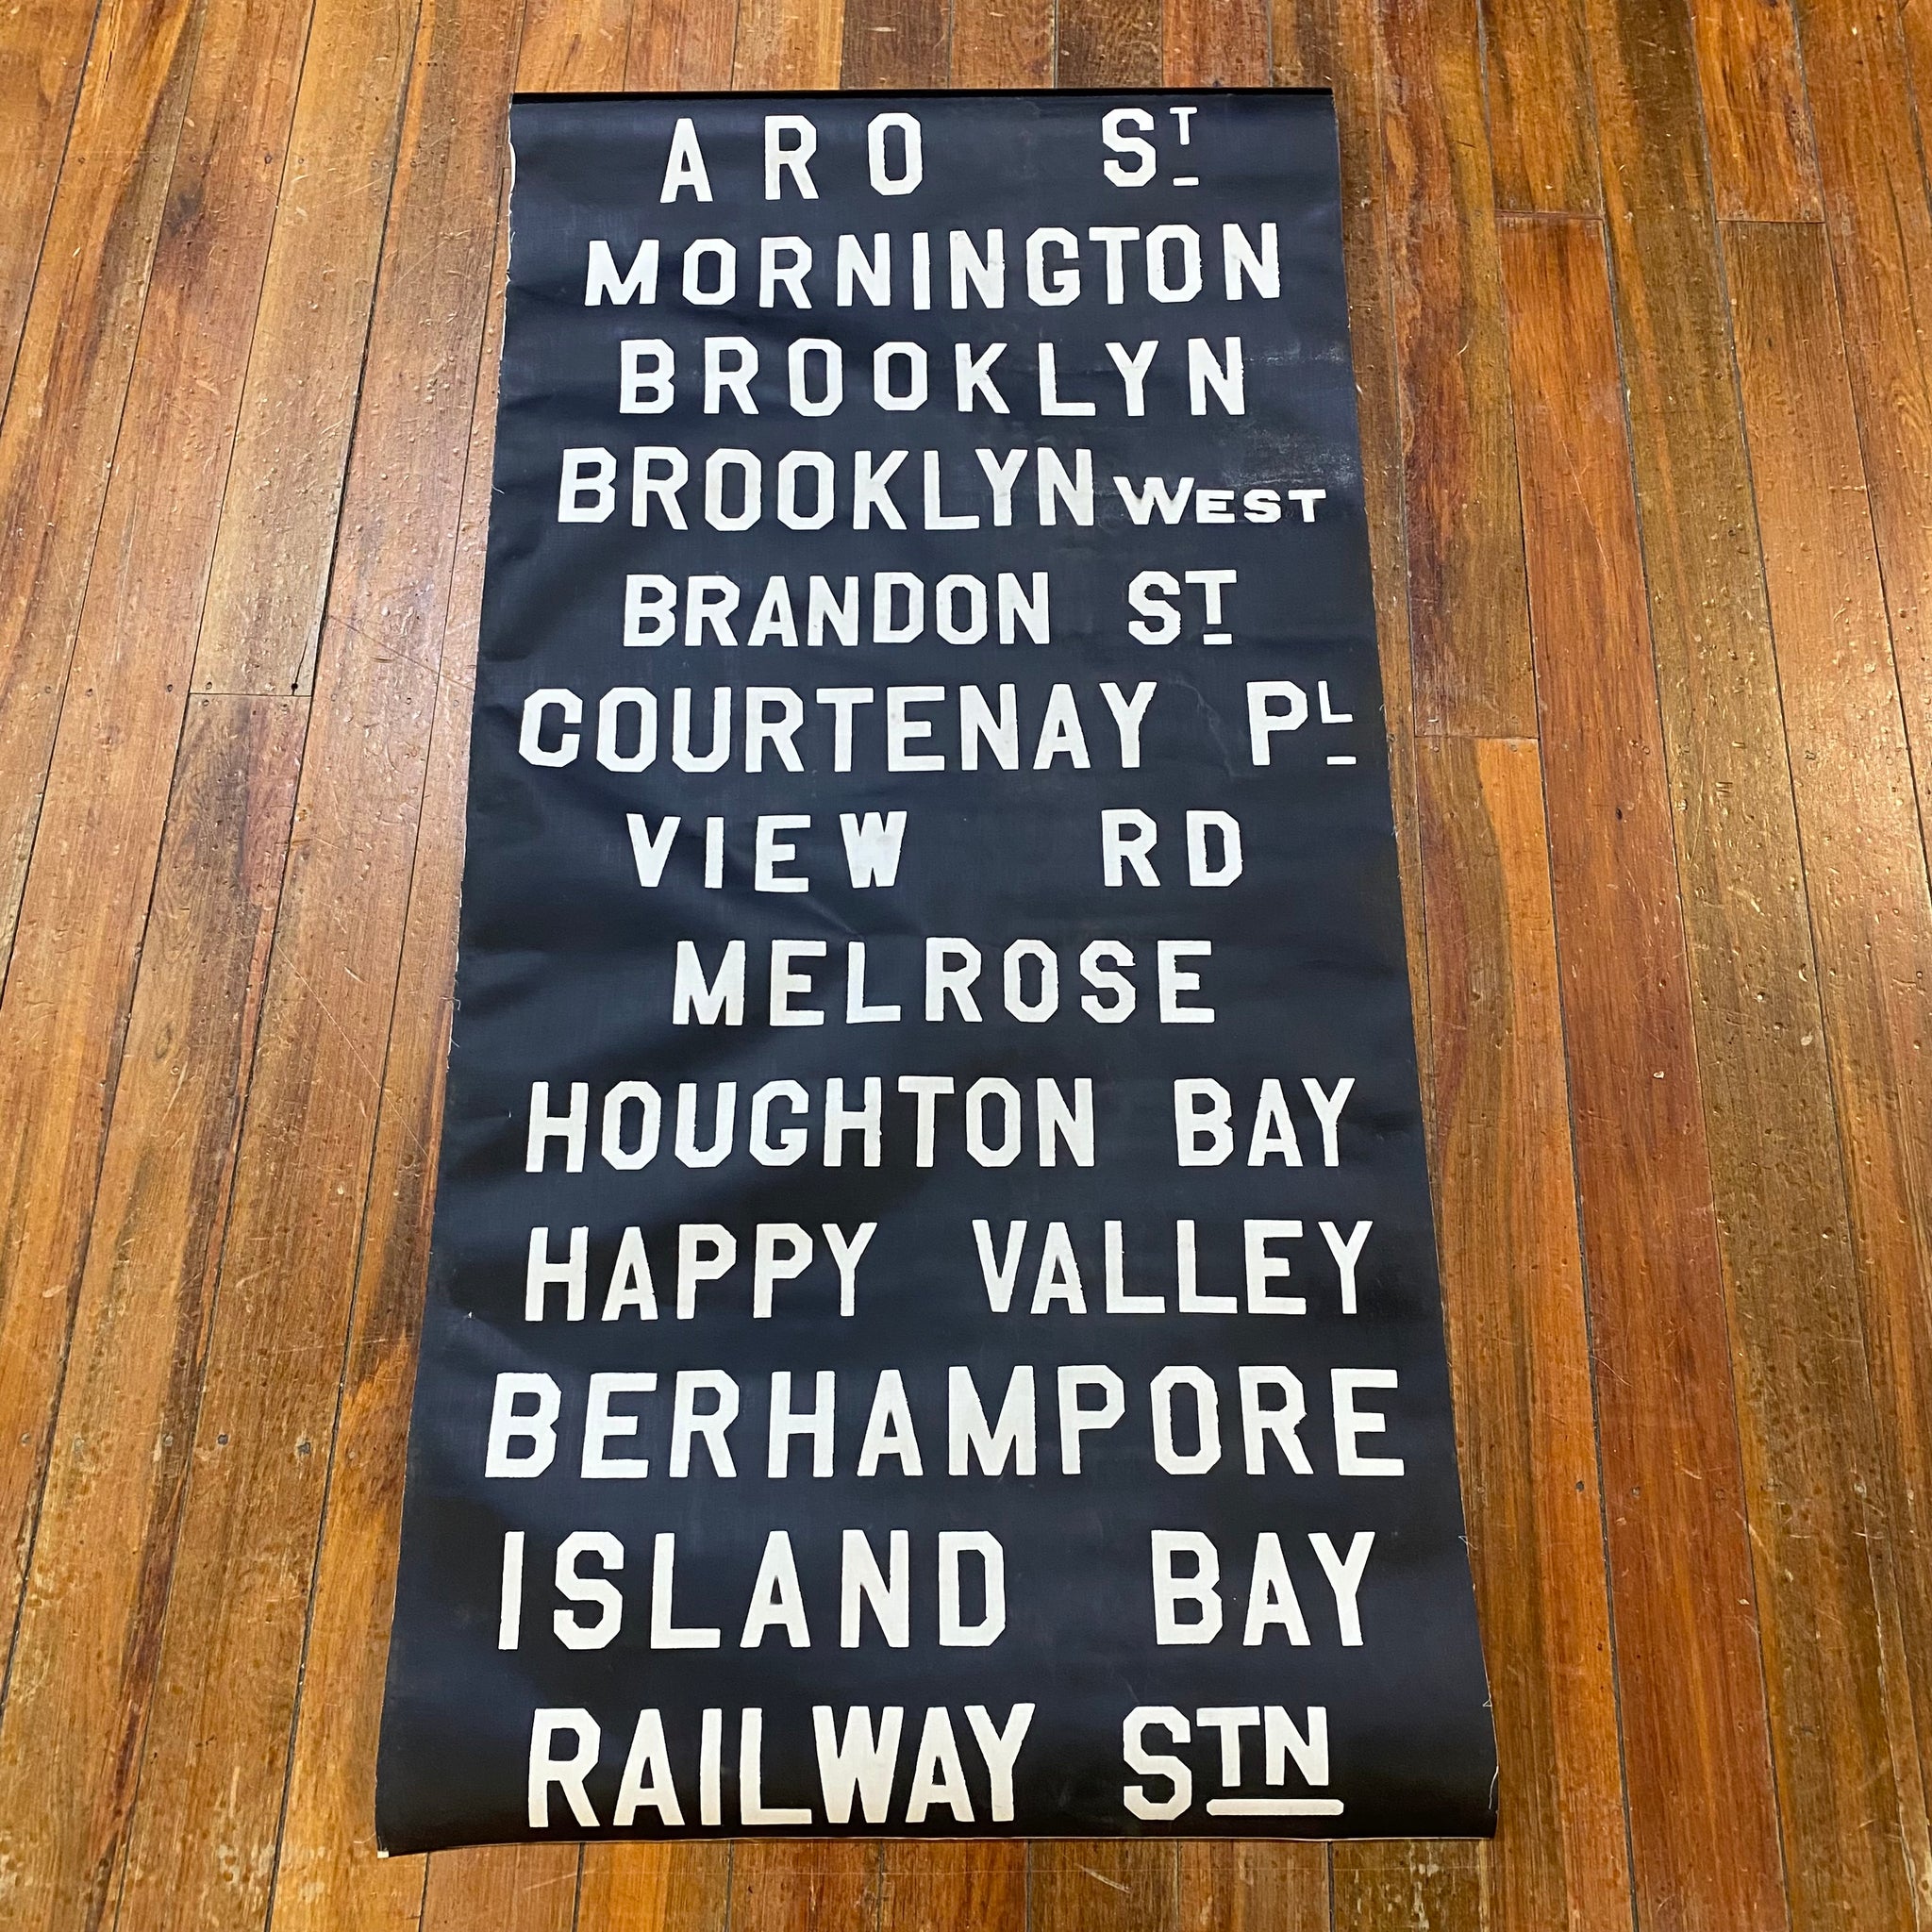 ARO ST
MORNINGTON
BROOKLYN
BROOKLYN WEST
BRANDON ST
COURTENAY PL
VIEW RD
MELROSE
HOUGHTON BAY
HAPPY VALLEY
BERHAMPORE
ISLAND BAY
RAILWAY STN